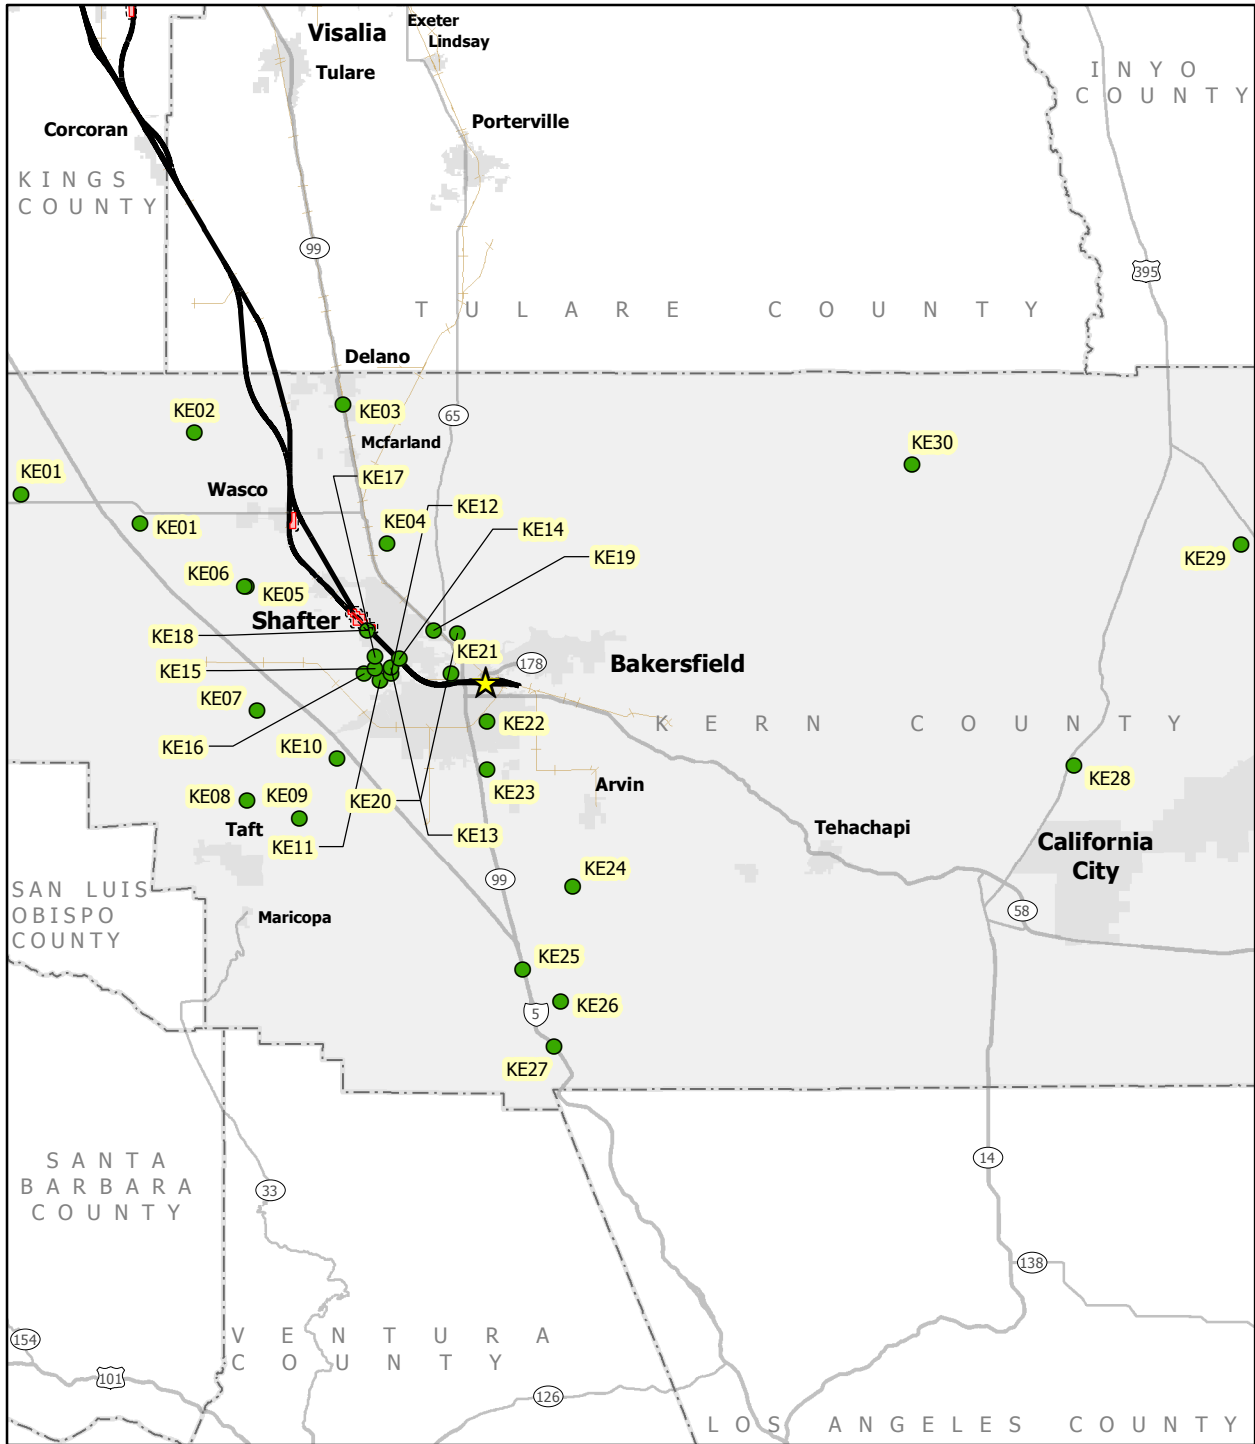 Exeter
Visalia
Lindsay
Tulare
INYO
COUNTY
Corcoran
Porterville
KINGS
COUNTY
99
395
TULARE COUNTY
Delano
KE02
KE03
65
Mcfarland
KE30
KE01
KE17
Wasco
KE12
KE01
KE04
KE14
KE19
KE29
KE06
KE05
Shafter
KE18
KE21
178
Bakersfield
KE15
KE07
KE22
KERN COUNTY
KE16
KE10
KE28
KE23
Arvin
KE08
KE09
KE20
Taft
KE13
Tehachapi
California
City
KE11
99
KE24
SAN LUIS
OBISPO
COUNTY
Maricopa
58
KE25
KE26
5
KE27
SANTA
BARBARA
COUNTY
14
33
138
154
VENTURA
COUNTY
101
126
LOS ANGELES COUNTY